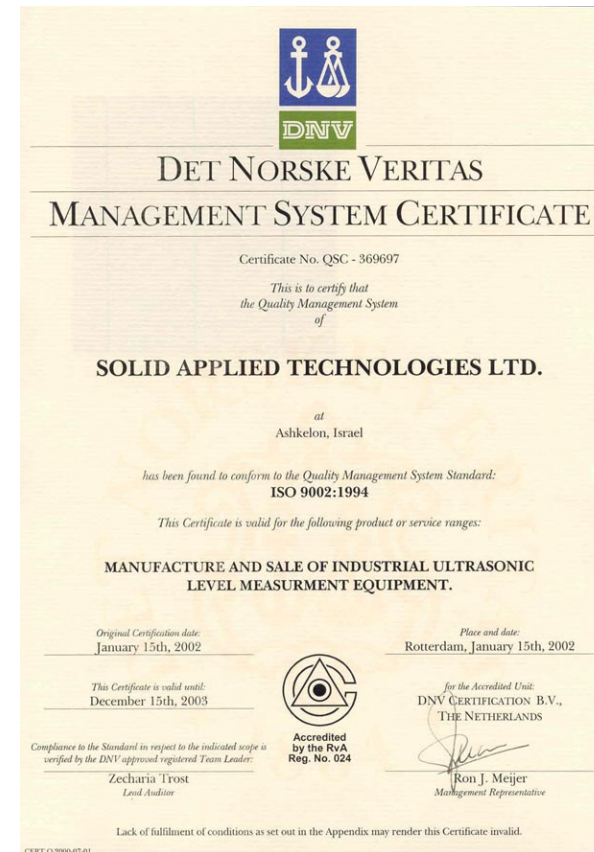 DNV
DET NORSKE VERITAS
MANAGEMENT SYSTEM CERTIFICATE
Certificate No. QSC - 369697
This is to certify that
the Quality Management System
of
SOLID APPLIED TECHNOLOGIES LTD.
at
Ashkelon, Israel
has been found to conform to the Quality Management System Standard:
ISO 9002:1994
This Certificate is valid for the following product or service ranges:
MANUFACTURE AND SALE OF INDUSTRIAL ULTRASONIC
LEVEL MEASURMENT EQUIPMENT.
Original Certification date:
January 15th, 2002
Place and date:
Rotterdam, January 15th, 2002
This Certificate is valid until:
December 15th, 2003
for the Accredited Unit:
DNV CERTIFICATION B.V.,
THE NETHERLANDS
Accredited
by the RvA
Reg. No. 024
Compliance to the Standard in respect to the indicated scope is
verified by the DNV approved registered Team Leader:
Zecharia Trost
Lead Auditor
Ron J. Meijer
Management Representative
Lack of fulfilment of conditions as set out in the Appendix may render this Certificate invalid.